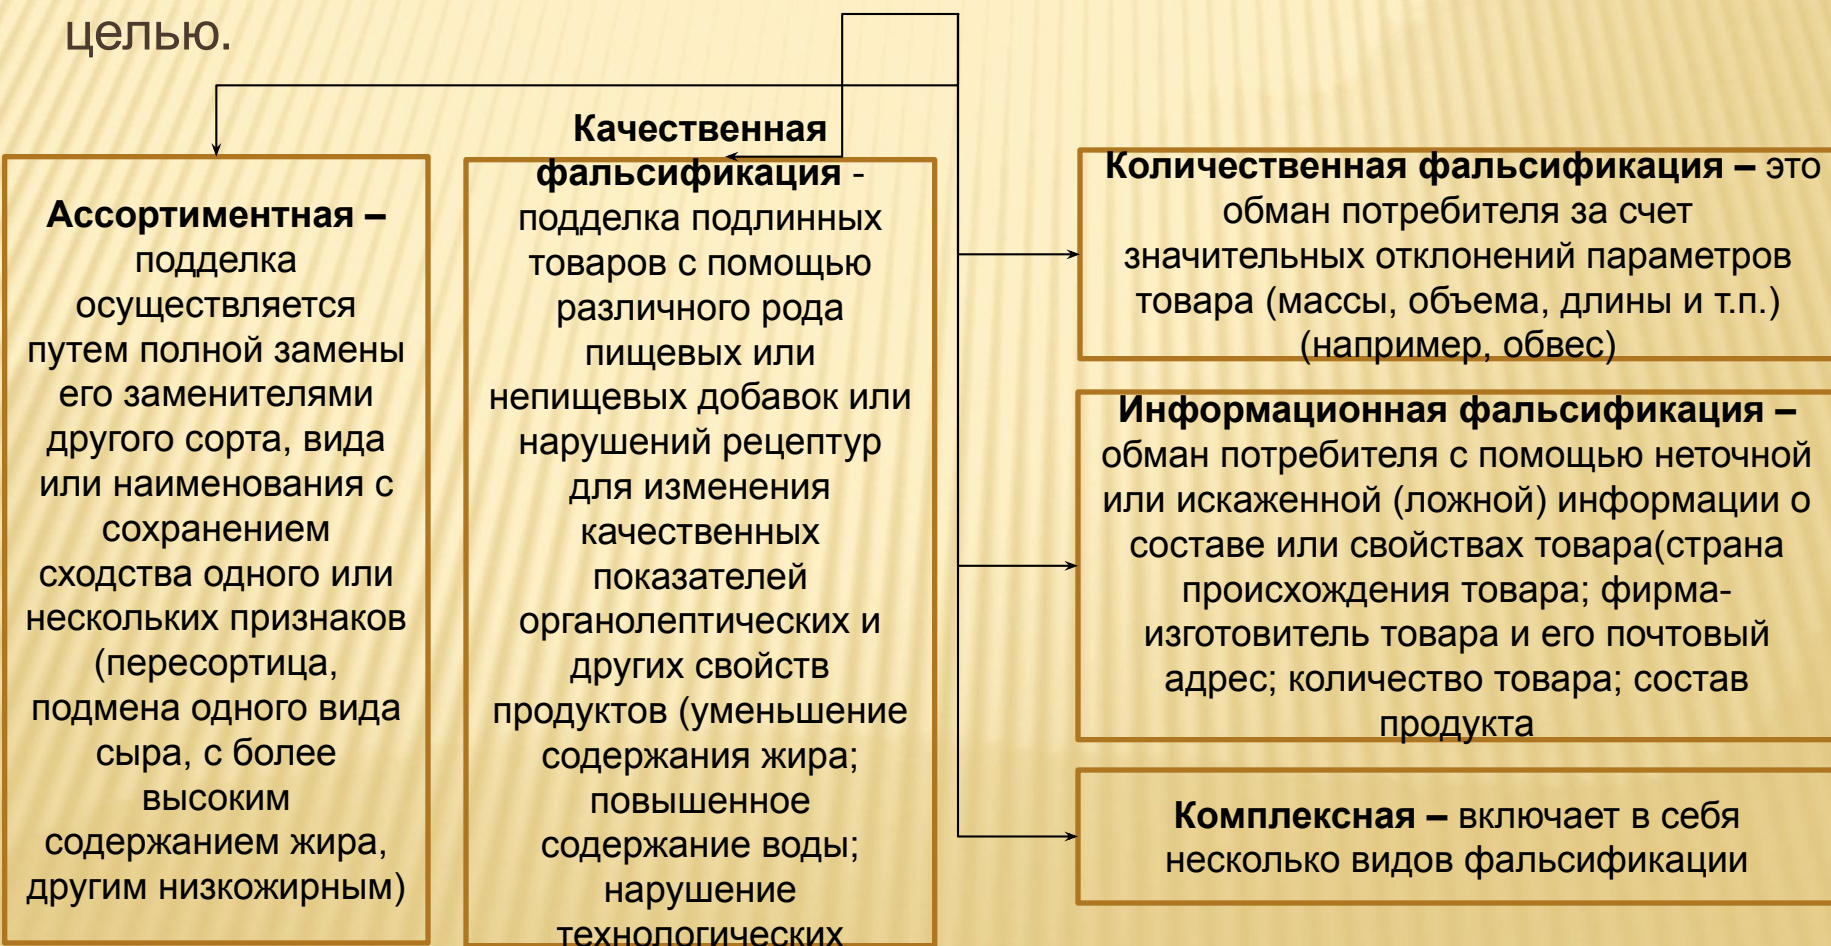 целью.
Ассортиментная –
подделка
осуществляется
путем полной замены
его заменителями
другого сорта, вида
или наименования с
сохранением
сходства одного или
нескольких признаков
(пересортица,
подмена одного вида
сыра, с более
высоким
содержанием жира,
другим низкожирным)
Качественная
фальсификация -
подделка подлинных
товаров с помощью
различного рода
пищевых или
непищевых добавок или
нарушений рецептур
для изменения
качественных
показателей
органолептических и
других свойств
продуктов (уменьшение
содержания жира;
повышенное
содержание воды;
нарушение
технологических
Количественная фальсификация – это
обман потребителя за счет
значительных отклонений параметров
товара (массы, объема, длины и т.п.)
(например, обвес)
Информационная фальсификация –
обман потребителя с помощью неточной
или искаженной (ложной) информации о
составе или свойствах товара(страна
происхождения товара; фирма-
изготовитель товара и его почтовый
адрес; количество товара; состав
продукта
Комплексная – включает в себя
несколько видов фальсификации